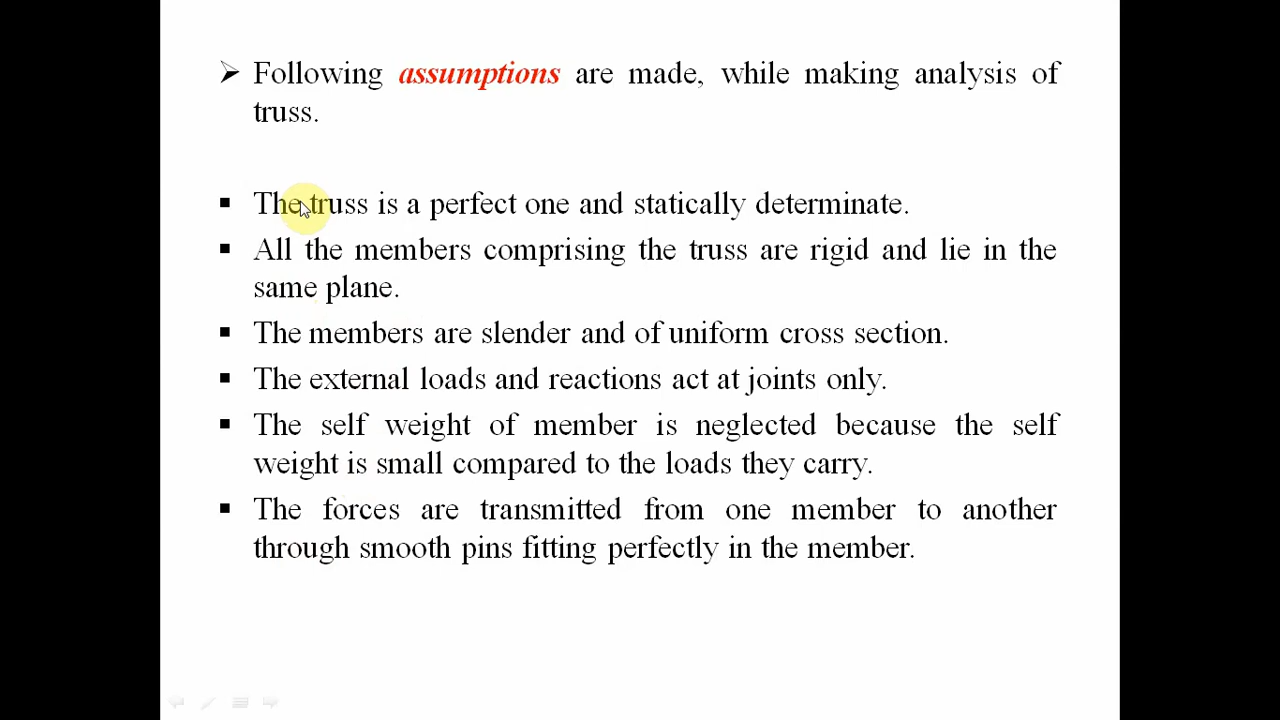 Following assumptions are made, while making analysis of
truss.
The truss is a perfect one and statically determinate.
All the members comprising the truss are rigid and lie in the
same plane.
The members are slender and of uniform cross section.
The external loads and reactions act at joints only.
The self weight of member is neglected because the self
weight is small compared to the loads they carry.
The forces are transmitted from one member to another
through smooth pins fitting perfectly in the member.